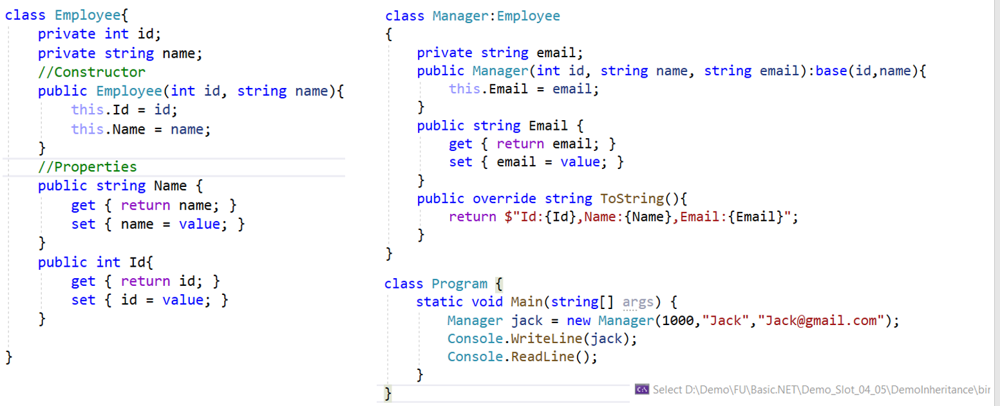 class Employee{
    private int id;
    private string name;
    //Constructor
    public Employee(int id, string name){
        this.Id = id;
        this.Name = name;
    }
    //Properties
    public string Name {
        get { return name; }
        set { name = value; }
    }
    public int Id{
        get { return id; }
        set { id = value; }
    }
}
class Manager:Employee
{
    private string email;
    public Manager(int id, string name, string email):base(id,name){
        this.Email = email;
    }
    public string Email {
        get { return email; }
        set { email = value; }
    }
    public override string ToString(){
        return $"Id:{Id},Name:{Name},Email:{Email}";
    }
}
class Program {
    static void Main(string[] args) {
        Manager jack = new Manager(1000,"Jack","Jack@gmail.com");
        Console.WriteLine(jack);
        Console.ReadLine();
    }
}
C:\ Select D:\Demo\FU\Basic.NET\Demo_Slot_04_05\DemoInheritance\bin